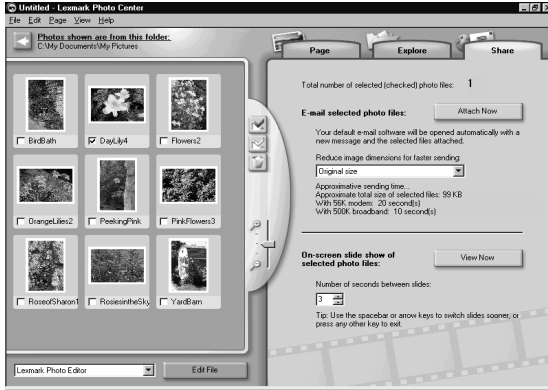 Untitled - Lexmark Photo Center
File Edit Page View Help
Photos shown are from this folder:
C:\My Documents\My Pictures
Page Explore Share
BirdBath DayLily4 Flowers2
OrangeLilies2 PeekingPink PinkFlowers3
RoseofSharon1 RosiesintheSky YardBarn
Lexmark Photo Editor Edit File
Total number of selected (checked) photo files: 1
E-mail selected photo files: Attach Now
Your default e-mail software will be opened automatically with a
new message and the selected files attached.
Reduce image dimensions for faster sending:
Original size
Approximative sending time...
Approximate total size of selected files: 99 KB
With 56K modem: 20 second(s)
With 500K broadband: 10 second(s)
On-screen slide show of
selected photo files:
View Now
Number of seconds between slides:
3
Tip: Use the spacebar or arrow keys to switch slides sooner, or
press any other key to exit.